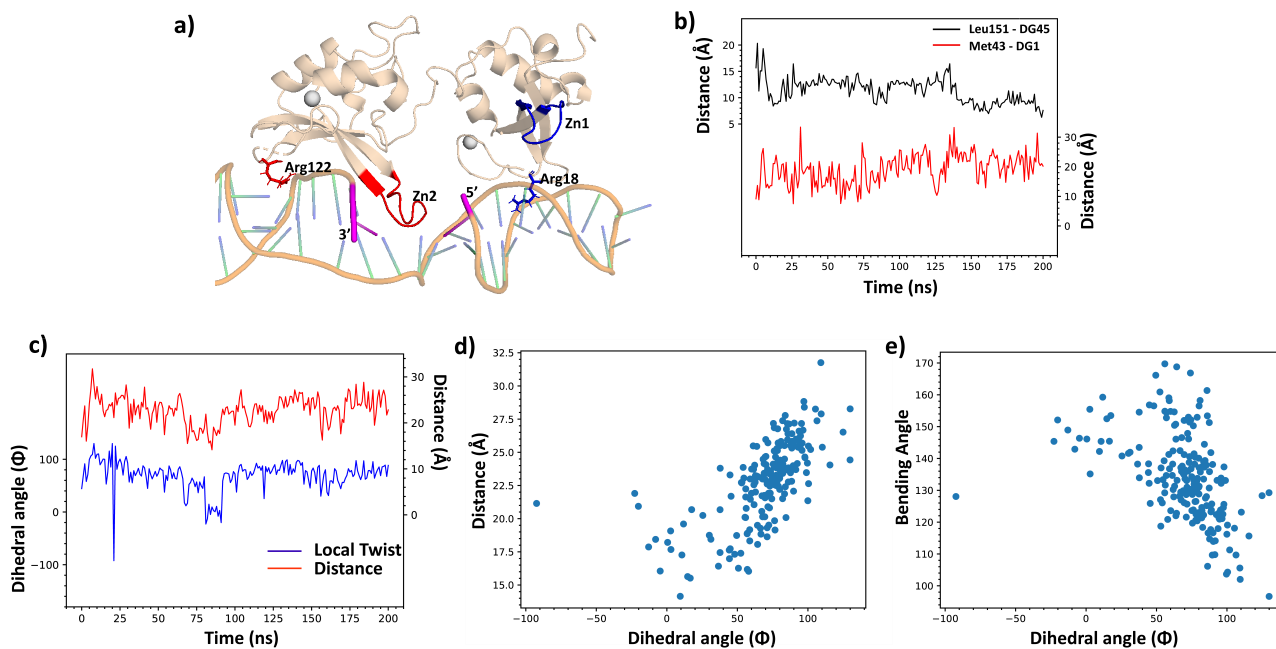 a)
Zn1
Arg122
Arg18
Zn2
5’
3’
b)
Leu151 - DG45
Met43 - DG1
Distance (Å)
20
15
10
5
30
20
10
0
Distance (Å)
0 25 50 75 100 125 150 175 200
Time (ns)
c)
Dihedral angle (Φ)
100
0
−100
30
20
10
0
Distance (Å)
Local Twist
Distance
0 25 50 75 100 125 150 175 200
Time (ns)
d)
Distance (Å)
32.5
30.0
27.5
25.0
22.5
20.0
17.5
15.0
−100 −50 0 50 100
Dihedral angle (Φ)
e)
Bending Angle
170
160
150
140
130
120
110
100
−100 −50 0 50 100
Dihedral angle (Φ)